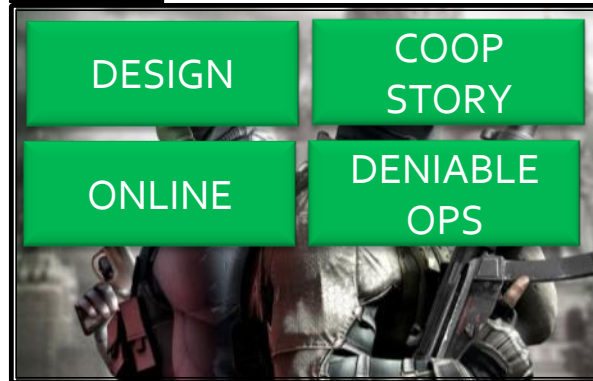 DESIGN
COOP
STORY
ONLINE
DENIABLE
OPS